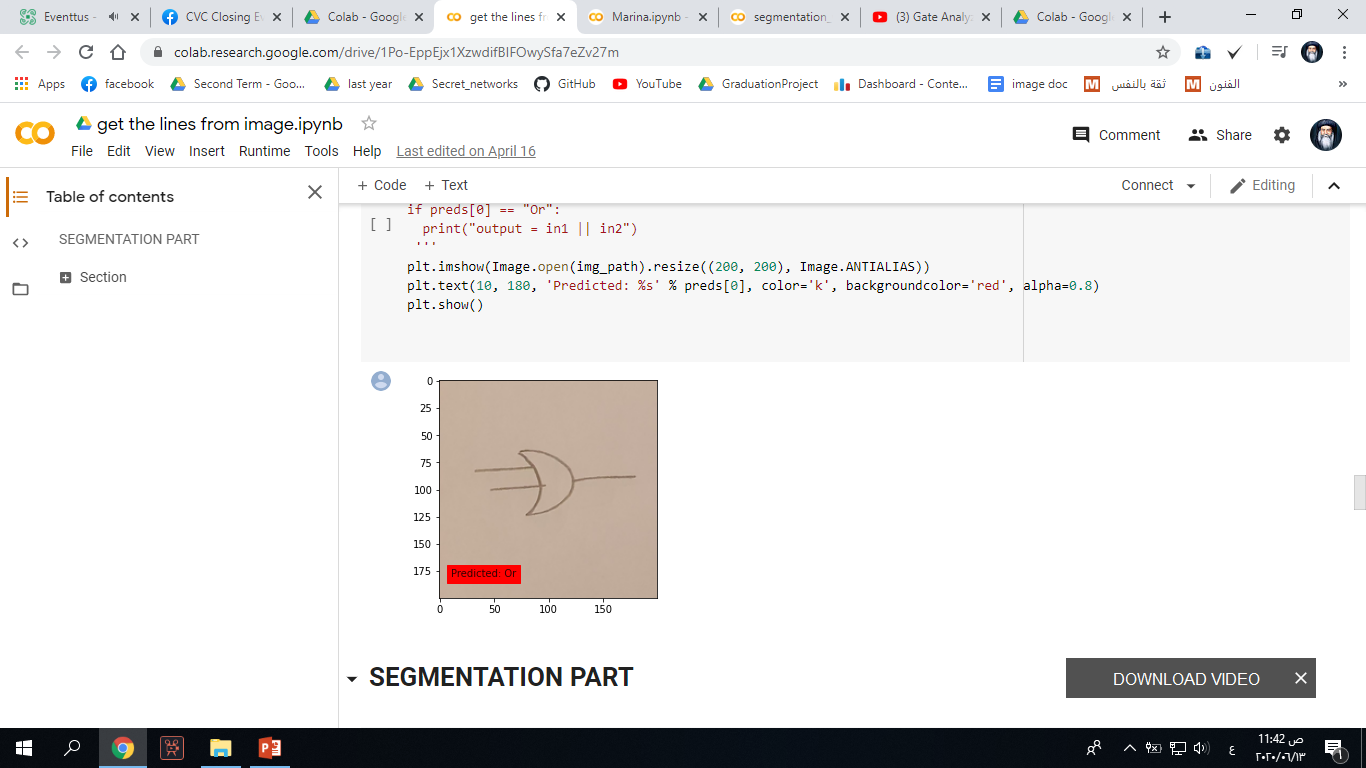 Eventtus -
CVC Closing E
Colab - Google
get the lines fr
Marina.ipynb -
segmentation_
(3) Gate Analy
Colab - Google
colab.research.google.com/drive/1Po-EppEjx1XzwdifBIFOwySfa7eZv27m
Apps
facebook
Second Term - Goo...
last year
Secret_networks
GitHub
YouTube
GraduationProject
Dashboard - Conte...
image doc
ثقة بالنفس
الفنون
»
get the lines from image.ipynb
Comment
Share
File Edit View Insert Runtime Tools Help Last edited on April 16
Table of contents
+ Code + Text
Connect
Editing
SEGMENTATION PART
Section
[ ]
if preds[0] == "Or":
print("output = in1 || in2")
'''
plt.imshow(Image.open(img_path).resize((200, 200), Image.ANTIALIAS))
plt.text(10, 180, 'Predicted: %s' % preds[0], color='k', backgroundcolor='red', alpha=0.8)
plt.show()
0
25
50
75
100
125
150
175
Predicted: Or
0 50 100 150
SEGMENTATION PART
DOWNLOAD VIDEO
ع
11:42 ص
٢٠٢٠/٠٦/١٣
1